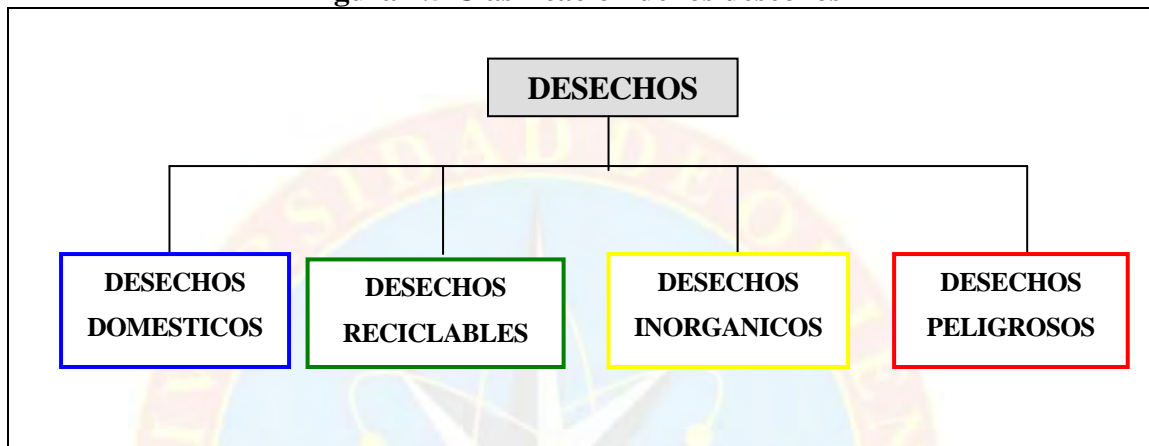 DESECHOS
DESECHOS
DOMESTICOS
DESECHOS
RECICLABLES
DESECHOS
INORGANICOS
DESECHOS
PELIGROSOS